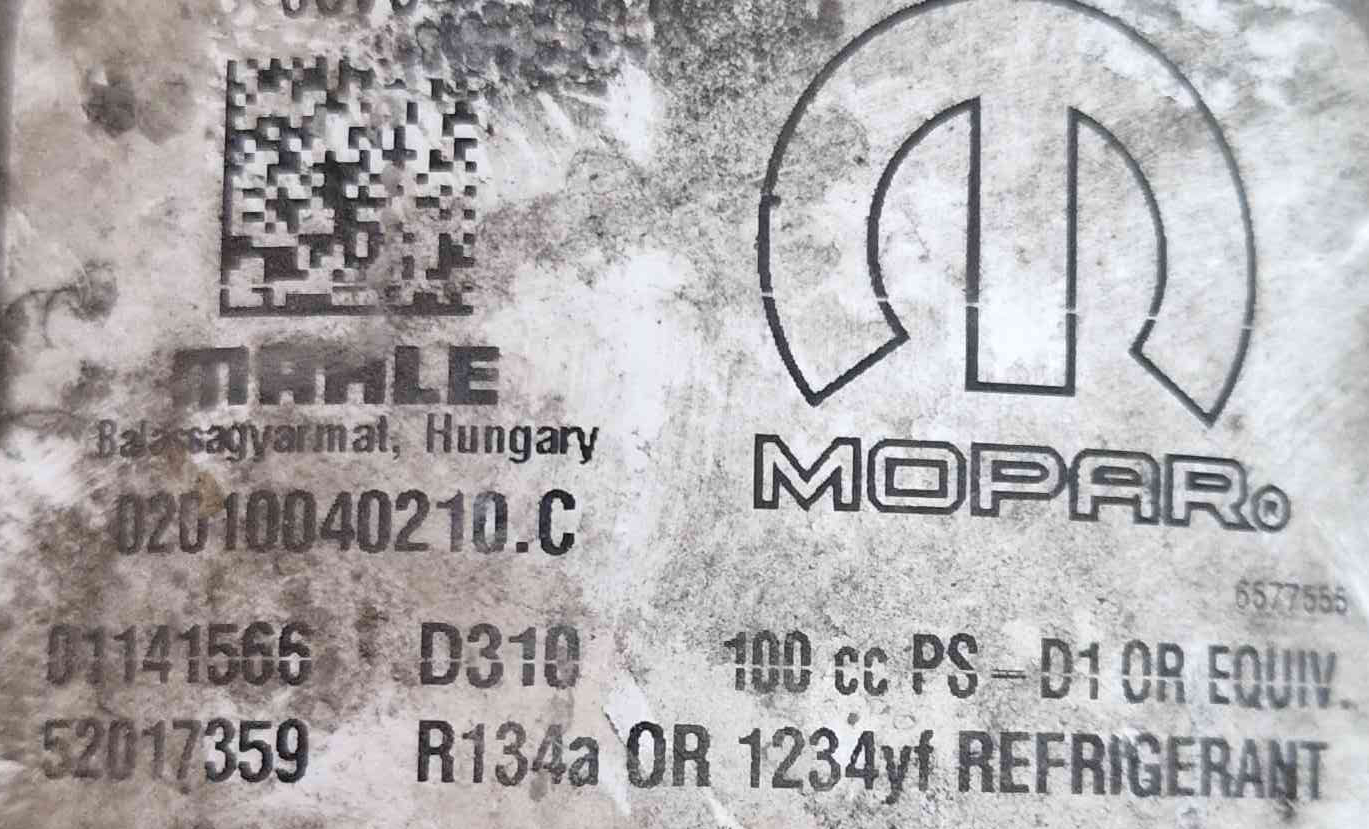 MAHLE
Balassagyarmat, Hungary
02010040210.C
MOPAR®
6577555
01141566 D310 100 cc PS-D1 OR EQUIV.
52017359 R134a OR 1234yf REFRIGERANT